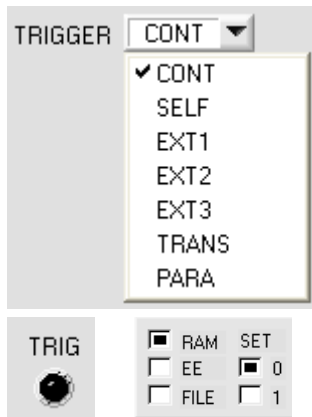 TRIGGER CONT
CONT
SELF
EXT1
EXT2
EXT3
TRANS
PARA
TRIG
RAM SET
EE 0
FILE 1